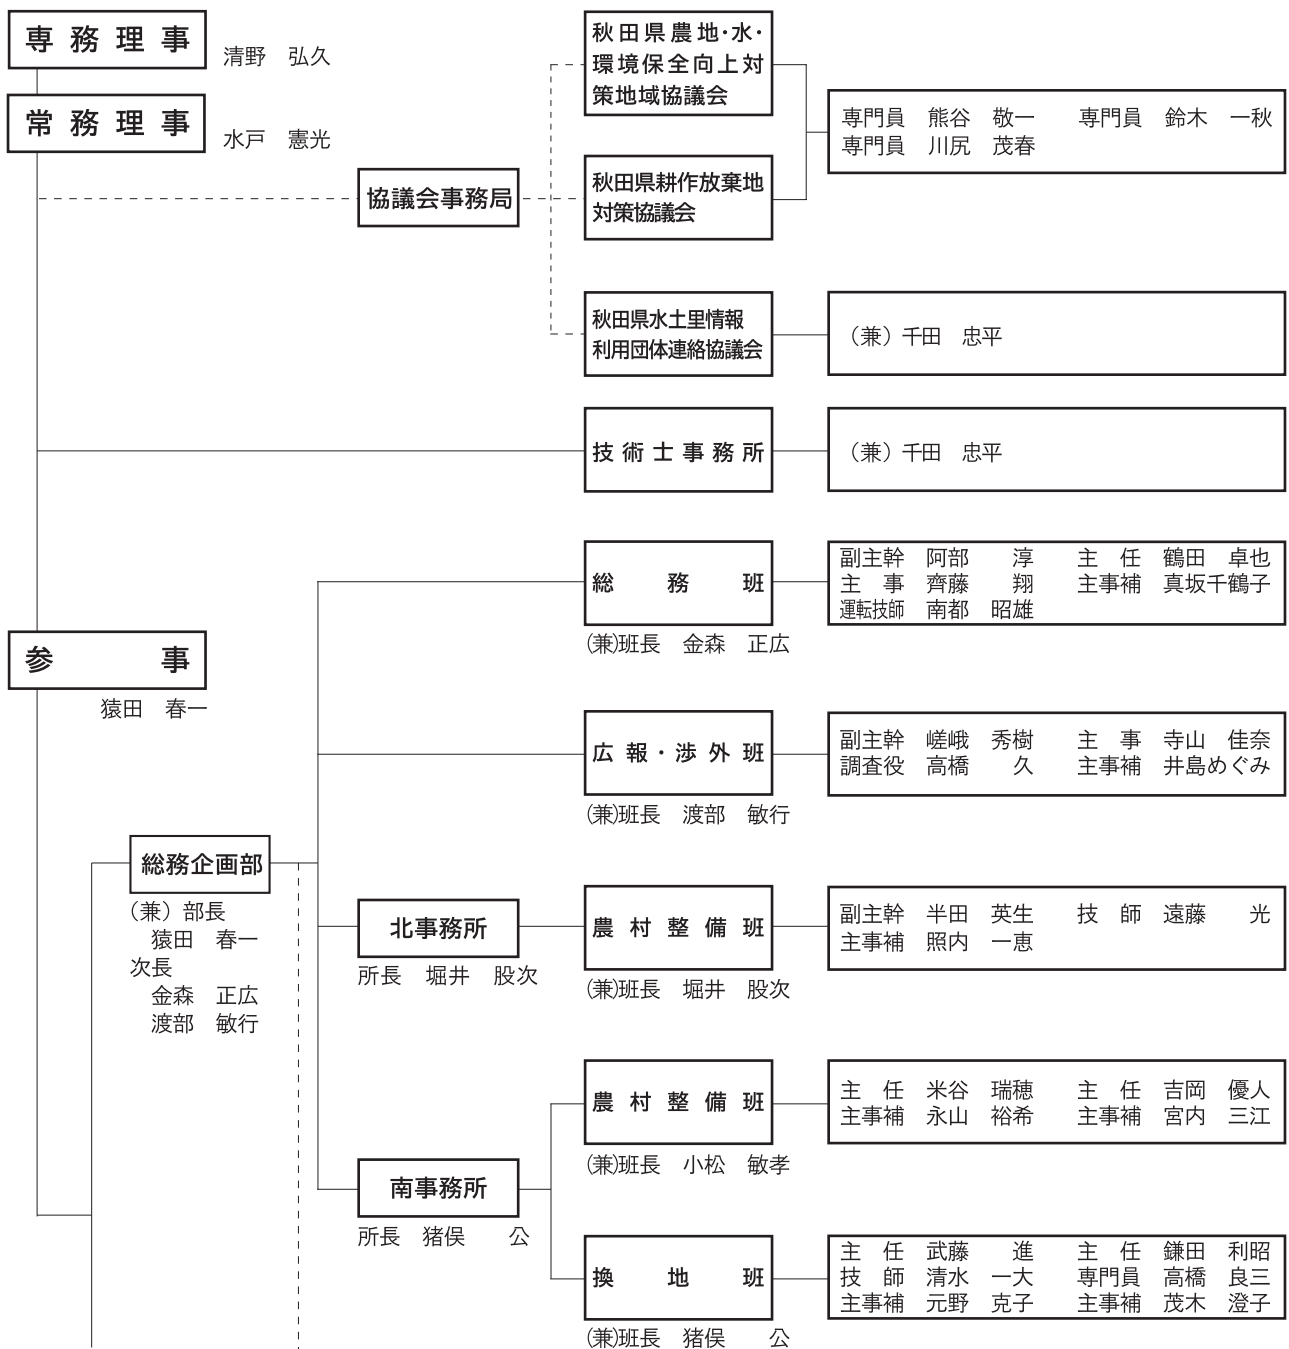 専務理事
清野　弘久
常務理事
水戸　憲光
協議会事務局
秋田県農地・水・
環境保全向上対
策地域協議会
専門員　熊谷　敬一　　専門員　鈴木　一秋
専門員　川尻　茂春
秋田県耕作放棄地
対策協議会
秋田県水土里情報
利用団体連絡協議会
（兼）千田　忠平
技術士事務所
（兼）千田　忠平
参事
猿田　春一
総務企画部
（兼）部長
猿田　春一
次長
金森　正広
渡部　敏行
総務班
(兼)班長　金森　正広
副主幹　阿部　　淳　　主　任　鶴田　卓也
主　事　齊藤　　翔　　主事補　真坂千鶴子
運転技師　南都　昭雄
広報・渉外班
(兼)班長　渡部　敏行
副主幹　嵯峨　秀樹　　主　事　寺山　佳奈
調査役　高橋　　久　　主事補　井島めぐみ
北事務所
所長　堀井　股次
農村整備班
(兼)班長　堀井　股次
副主幹　半田　英生　　技　師　遠藤　　光
主事補　照内　一恵
南事務所
所長　猪俣　　公
農村整備班
(兼)班長　小松　敏孝
主　任　米谷　瑞穂　　主　任　吉岡　優人
主事補　永山　裕希　　主事補　宮内　三江
換地班
(兼)班長　猪俣　　公
主　任　武藤　　進　　主　任　鎌田　利昭
技　師　清水　一大　　専門員　高橋　良三
主事補　元野　克子　　主事補　茂木　澄子